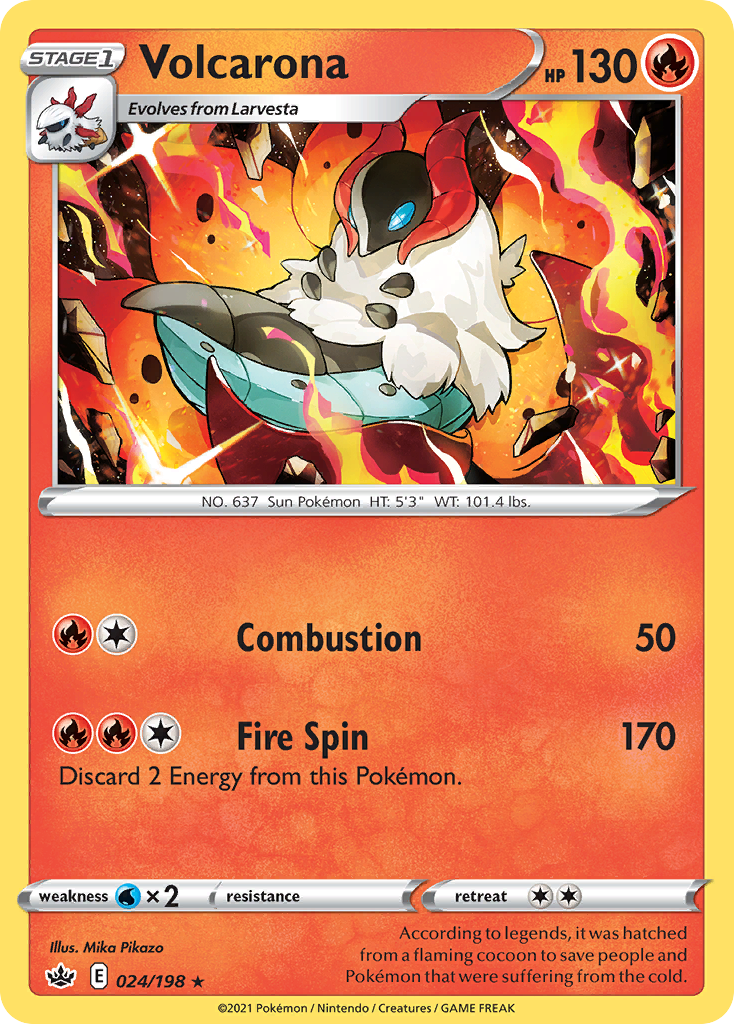 STAGE1
Volcarona
HP 130
Evolves from Larvesta
NO. 637 Sun Pokémon HT: 5'3" WT: 101.4 lbs.
Combustion 50
Fire Spin 170
Discard 2 Energy from this Pokémon.
weakness ×2 resistance retreat
Illus. Mika Pikazo
According to legends, it was hatched
from a flaming cocoon to save people and
Pokémon that were suffering from the cold.
E 024/198 ★
©2021 Pokémon / Nintendo / Creatures / GAME FREAK